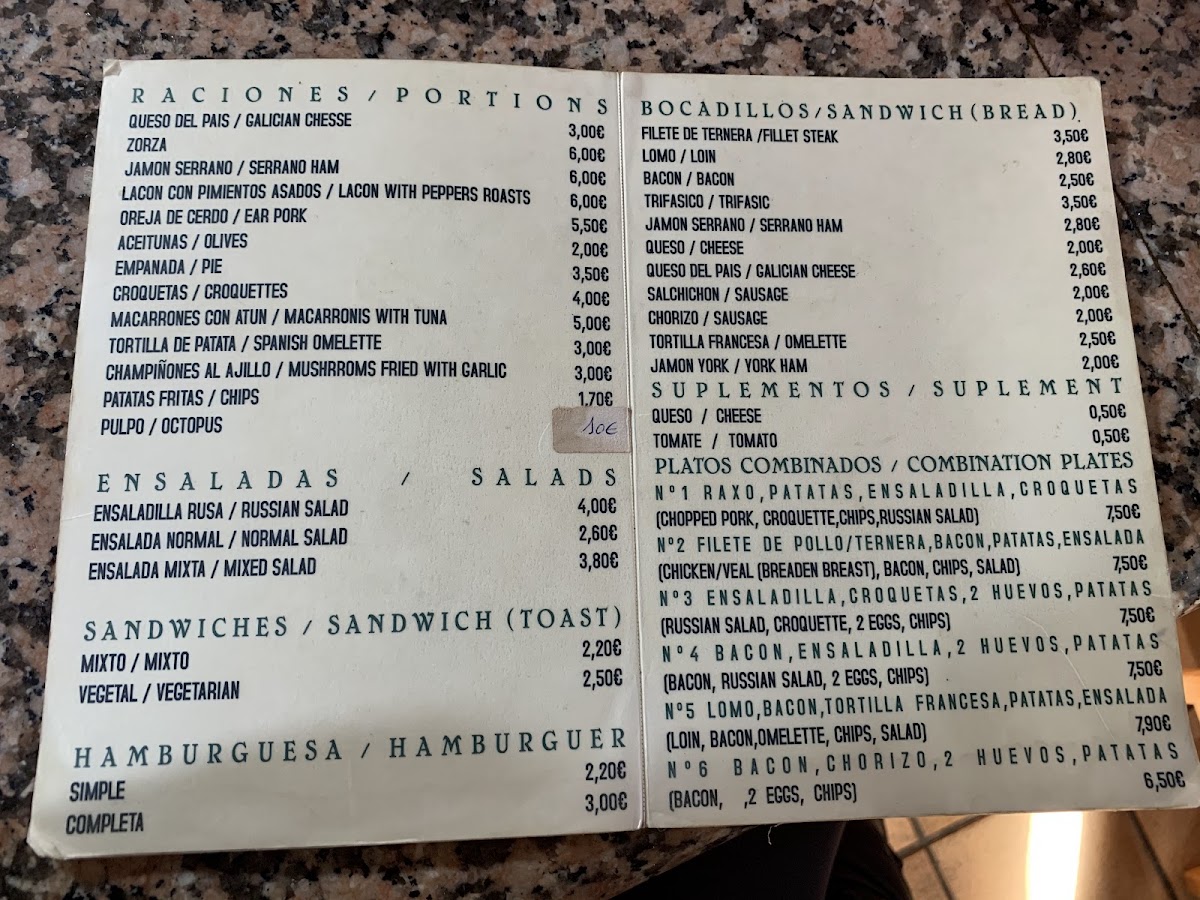 RACIONES / PORTIONS
QUESO DEL PAIS / GALICIAN CHESSE 3,00€
ZORZA 6,00€
JAMON SERRANO / SERRANO HAM 6,00€
LACON CON PIMIENTOS ASADOS / LACON WITH PEPPERS ROASTS 6,00€
OREJA DE CERDO / EAR PORK 5,50€
ACEITUNAS / OLIVES 2,00€
EMPANADA / PIE 3,50€
CROQUETAS / CROQUETTES 4,00€
MACARRONES CON ATUN / MACARRONIS WITH TUNA 5,00€
TORTILLA DE PATATA / SPANISH OMELETTE 3,00€
CHAMPIÑONES AL AJILLO / MUSHRROMS FRIED WITH GARLIC 3,00€
PATATAS FRITAS / CHIPS 1,70€
PULPO / OCTOPUS 10€
ENSALADAS / SALADS
ENSALADILLA RUSA / RUSSIAN SALAD 4,00€
ENSALADA NORMAL / NORMAL SALAD 2,60€
ENSALADA MIXTA / MIXED SALAD 3,80€
SANDWICHES / SANDWICH (TOAST)
MIXTO / MIXTO 2,20€
VEGETAL / VEGETARIAN 2,50€
HAMBURGUESA / HAMBURGUER
SIMPLE 2,20€
COMPLETA 3,00€
BOCADILLOS/SANDWICH (BREAD)
FILETE DE TERNERA /FILLET STEAK 3,50€
LOMO / LOIN 2,80€
BACON / BACON 2,50€
TRIFASICO / TRIFASIC 3,50€
JAMON SERRANO / SERRANO HAM 2,80€
QUESO / CHEESE 2,00€
QUESO DEL PAIS / GALICIAN CHEESE 2,60€
SALCHICHON / SAUSAGE 2,00€
CHORIZO / SAUSAGE 2,00€
TORTILLA FRANCESA / OMELETTE 2,50€
JAMON YORK / YORK HAM 2,00€
SUPLEMENTOS / SUPLEMENT
QUESO / CHEESE 0,50€
TOMATE / TOMATO 0,50€
PLATOS COMBINADOS / COMBINATION PLATES
Nº1 RAXO,PATATAS,ENSALADILLA,CROQUETAS
(CHOPPED PORK, CROQUETTE,CHIPS,RUSSIAN SALAD) 7,50€
Nº2 FILETE DE POLLO/TERNERA,BACON,PATATAS,ENSALADA
(CHICKEN/VEAL (BREADEN BREAST), BACON, CHIPS, SALAD) 7,50€
Nº3 ENSALADILLA,CROQUETAS,2 HUEVOS,PATATAS
(RUSSIAN SALAD, CROQUETTE, 2 EGGS, CHIPS) 7,50€
Nº4 BACON,ENSALADILLA,2 HUEVOS,PATATAS
(BACON, RUSSIAN SALAD, 2 EGGS, CHIPS) 7,50€
Nº5 LOMO,BACON,TORTILLA FRANCESA,PATATAS,ENSALADA
(LOIN, BACON,OMELETTE, CHIPS, SALAD) 7,90€
Nº6 BACON,CHORIZO,2 HUEVOS,PATATAS
(BACON, ,2 EGGS, CHIPS) 6,50€